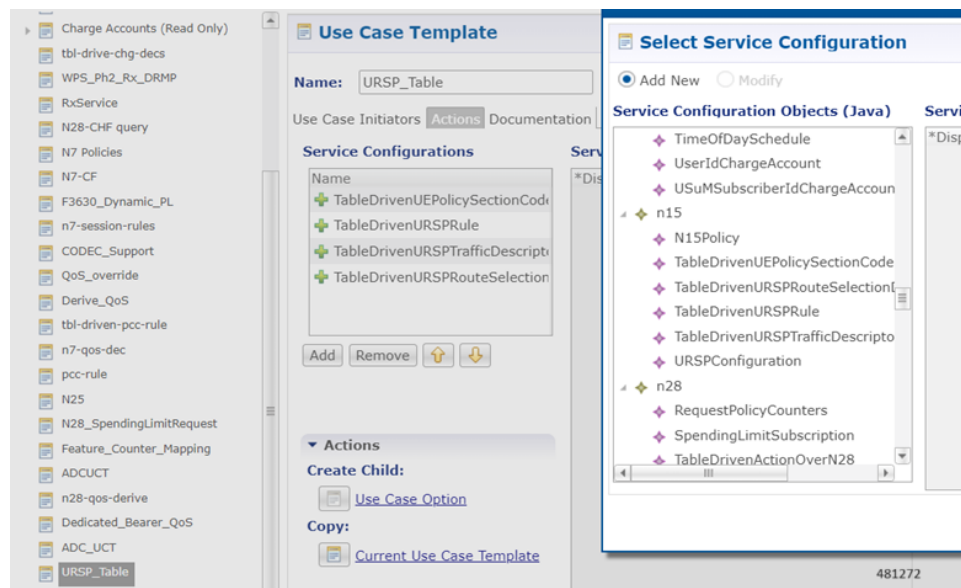 Charge Accounts (Read Only)
tbl-drive-chg-decs
WPS_Ph2_Rx_DRMP
RxService
N28-CHF query
N7 Policies
N7-CF
F3630_Dynamic_PL
n7-session-rules
CODEC_Support
QoS_override
Derive_QoS
tbl-driven-pcc-rule
n7-qos-dec
pcc-rule
N25
N28_SpendingLimitRequest
Feature_Counter_Mapping
ADCUCT
n28-qos-derive
Dedicated_Bearer_QoS
ADC_UCT
URSP_Table
Use Case Template
Name: URSP_Table
Use Case Initiators Actions Documentation
Service Configurations
Serv
Name
*Dis
TableDrivenUEPolicySectionCode
TableDrivenURSPRule
TableDrivenURSPTrafficDescripto
TableDrivenURSPRouteSelection
Add Remove
Actions
Create Child:
Use Case Option
Copy:
Current Use Case Template
Select Service Configuration
Add New Modify
Service Configuration Objects (Java)
Servi
*Disp
TimeOfDaySchedule
UserIdChargeAccount
USuMSubscriberIdChargeAccoun
n15
N15Policy
TableDrivenUEPolicySectionCode
TableDrivenURSPRouteSelectionD
TableDrivenURSPRule
TableDrivenURSPTrafficDescripto
URSPConfiguration
n28
RequestPolicyCounters
SpendingLimitSubscription
TableDrivenActionOverN28
481272